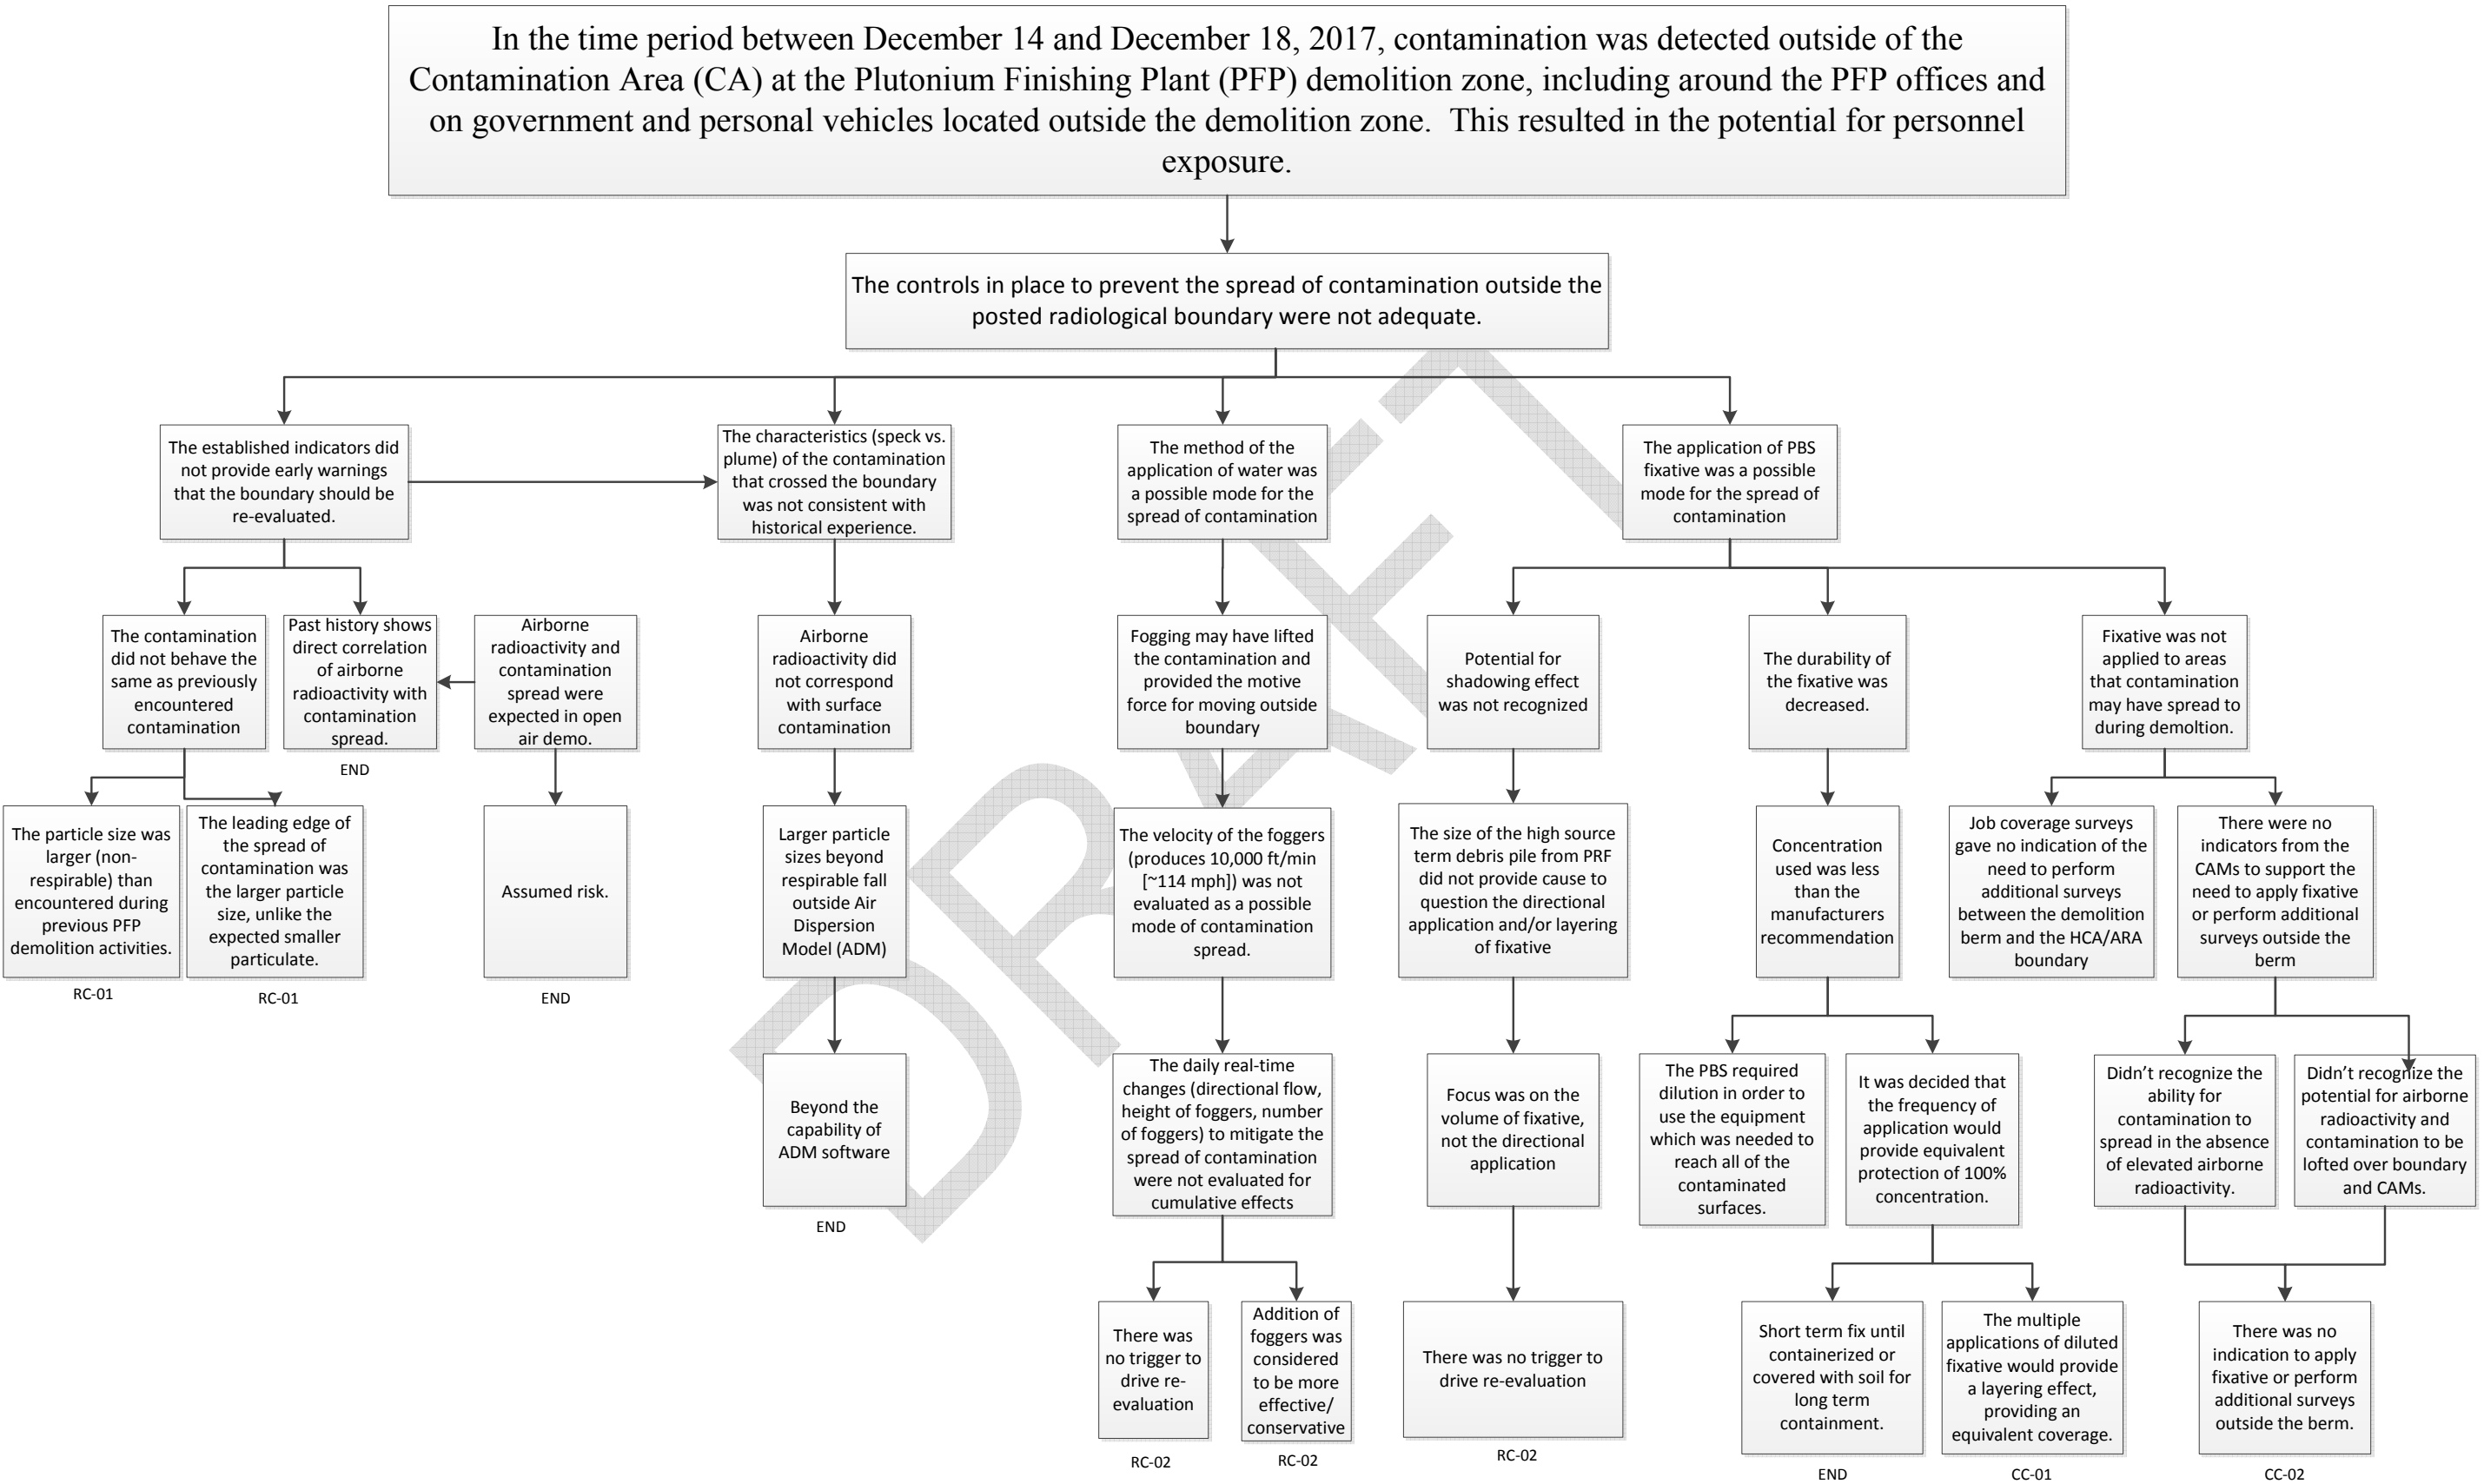 In the time period between December 14 and December 18, 2017, contamination was detected outside of the
Contamination Area (CA) at the Plutonium Finishing Plant (PFP) demolition zone, including around the PFP offices and
on government and personal vehicles located outside the demolition zone.  This resulted in the potential for personnel
exposure.
The controls in place to prevent the spread of contamination outside the
posted radiological boundary were not adequate.
The established indicators did
not provide early warnings
that the boundary should be
re-evaluated.
The characteristics (speck vs.
plume) of the contamination
that crossed the boundary
was not consistent with
historical experience.
The method of the
application of water was
a possible mode for the
spread of contamination
The application of PBS
fixative was a possible
mode for the spread of
contamination
The contamination
did not behave the
same as previously
encountered
contamination
Past history shows
direct correlation
of airborne
radioactivity with
contamination
spread.
END
Airborne
radioactivity and
contamination
spread were
expected in open
air demo.
Airborne
radioactivity did
not correspond
with surface
contamination
Fogging may have lifted
the contamination and
provided the motive
force for moving outside
boundary
Potential for
shadowing effect
was not recognized
The durability of
the fixative was
decreased.
Fixative was not
applied to areas
that contamination
may have spread to
during demoltion.
The particle size was
larger (non-
respirable) than
encountered during
previous PFP
demolition activities.
RC-01
The leading edge of
the spread of
contamination was
the larger particle
size, unlike the
expected smaller
particulate.
RC-01
Assumed risk.
END
Larger particle
sizes beyond
respirable fall
outside Air
Dispersion
Model (ADM)
The velocity of the foggers
(produces 10,000 ft/min
[~114 mph]) was not
evaluated as a possible
mode of contamination
spread.
The size of the high source
term debris pile from PRF
did not provide cause to
question the directional
application and/or layering
of fixative
Concentration
used was less
than the
manufacturers
recommendation
Job coverage surveys
gave no indication of the
need to perform
additional surveys
between the demolition
berm and the HCA/ARA
boundary
There were no
indicators from the
CAMs to support the
need to apply fixative
or perform additional
surveys outside the
berm
Beyond the
capability of
ADM software
END
The daily real-time
changes (directional flow,
height of foggers, number
of foggers) to mitigate the
spread of contamination
were not evaluated for
cumulative effects
Focus was on the
volume of fixative,
not the directional
application
The PBS required
dilution in order to
use the equipment
which was needed to
reach all of the
contaminated
surfaces.
It was decided that
the frequency of
application would
provide equivalent
protection of 100%
concentration.
Didn't recognize the
ability for
contamination to
spread in the absence
of elevated airborne
radioactivity.
Didn't recognize the
potential for airborne
radioactivity and
contamination to be
lofted over boundary
and CAMs.
There was
no trigger to
drive re-
evaluation
RC-02
Addition of
foggers was
considered
to be more
effective/
conservative
RC-02
There was no trigger to
drive re-evaluation
RC-02
Short term fix until
containerized or
covered with soil for
long term
containment.
END
The multiple
applications of diluted
fixative would provide
a layering effect,
providing an
equivalent coverage.
CC-01
There was no
indication to apply
fixative or perform
additional surveys
outside the berm.
CC-02
DRAFT